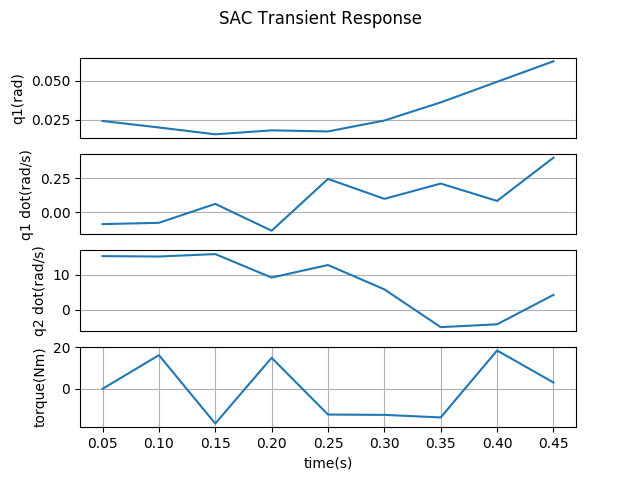 SAC Transient Response
q1(rad)
0.050
0.025
q1 dot(rad/s)
0.25
0.00
q2 dot(rad/s)
10
0
torque(Nm)
20
0
0.05 0.10 0.15 0.20 0.25 0.30 0.35 0.40 0.45
time(s)